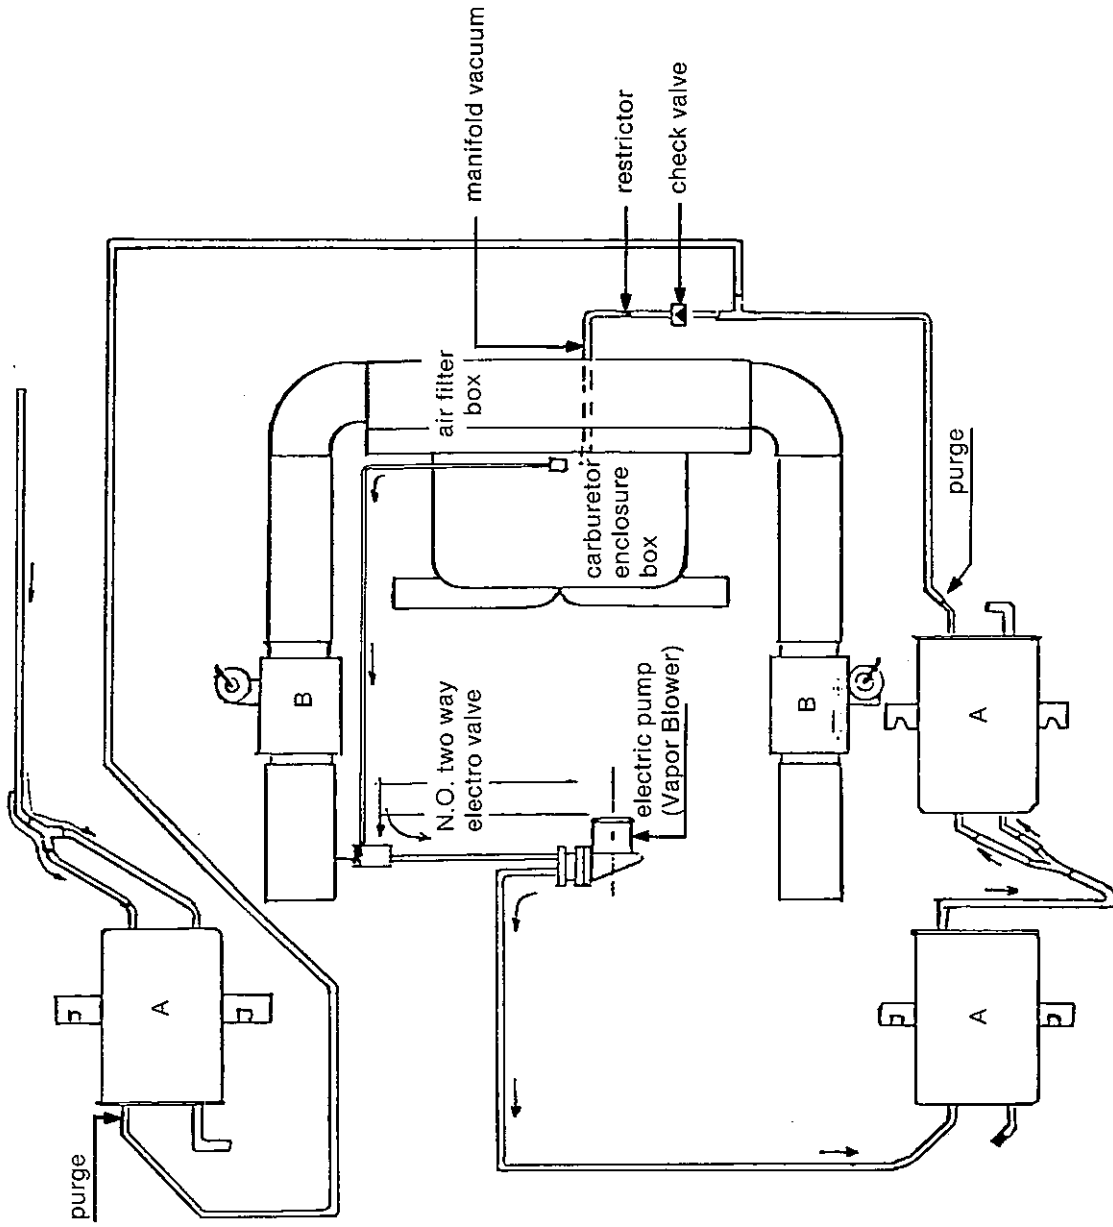 manifold vacuum
restrictor
check valve
air filter
box
purge
carburetor
enclosure
box
B
B
A
N.O. two way
electro valve
electric pump
(Vapor Blower)
A
A
purge